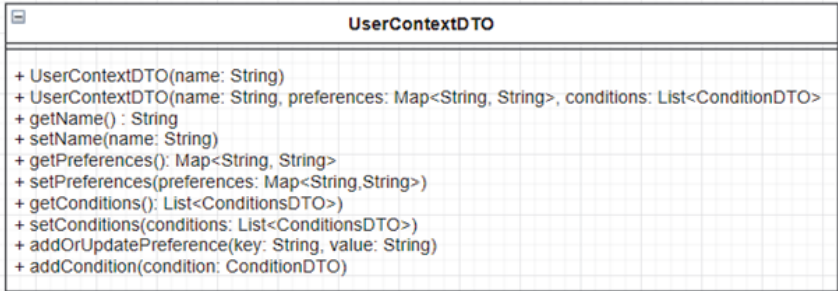 UserContextDTO
+ UserContextDTO(name: String)
+ UserContextDTO(name: String, preferences: Map<String, String>, conditions: List<ConditionDTO>
+ getName() : String
+ setName(name: String)
+ getPreferences(): Map<String, String>
+ setPreferences(preferences: Map<String,String>)
+ getConditions(): List<ConditionsDTO>)
+ setConditions(conditions: List<ConditionsDTO>)
+ addOrUpdatePreference(key: String, value: String)
+ addCondition(condition: ConditionDTO)